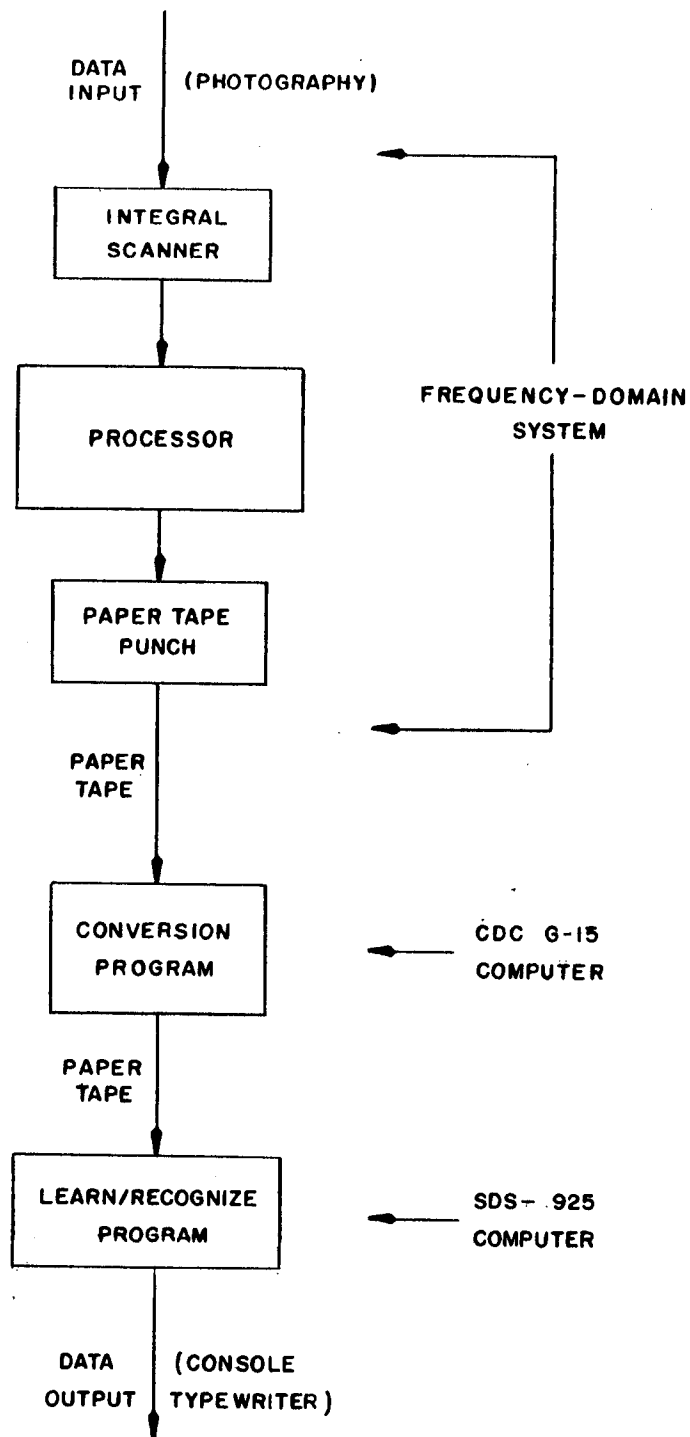 DATA (PHOTOGRAPHY)
INPUT
INTEGRAL
SCANNER
PROCESSOR
FREQUENCY-DOMAIN
SYSTEM
PAPER TAPE
PUNCH
PAPER
TAPE
CONVERSION
PROGRAM
CDC G-15
COMPUTER
PAPER
TAPE
LEARN/RECOGNIZE
PROGRAM
SDS-925
COMPUTER
DATA (CONSOLE
OUTPUT TYPEWRITER)